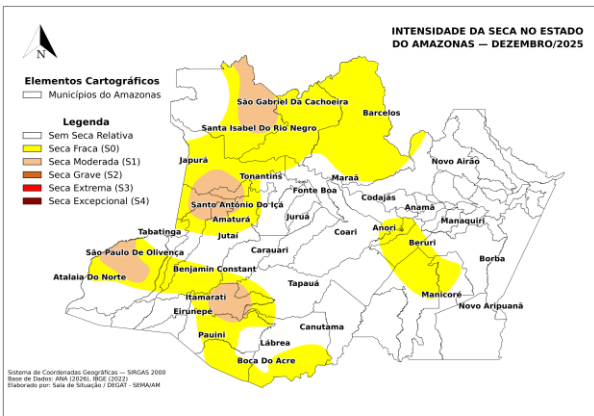 INTENSIDADE DA SECA NO ESTADO
DO AMAZONAS — DEZEMBRO/2025
N
Elementos Cartográficos
Municípios do Amazonas
Legenda
Sem Seca Relativa
Seca Fraca (S0)
Seca Moderada (S1)
Seca Grave (S2)
Seca Extrema (S3)
Seca Excepcional (S4)
São Gabriel Da Cachoeira
Barcelos
Santa Isabel Do Rio Negro
Japurá
Novo Airão
Tonantins
Maraã
Fonte Boa
Codajás
Santo Antônio Do Içá
Anamã
Amaturá
Juruá
Manaquiri
Anori
Tabatinga
Jutaí
Coari
Beruri
São Paulo De Olivença
Carauari
Borba
Benjamin Constant
Atalaia Do Norte
Tapauá
Manicoré
Itamarati
Novo Aripuanã
Eirunepé
Canutama
Pauini
Lábrea
Boca Do Acre
Sistema de Coordenadas Geográficas — SIRGAS 2000
Base de Dados: ANA (2026), IBGE (2022)
Elaborado por: Sala de Situação / DEGAT - SEMA/AM